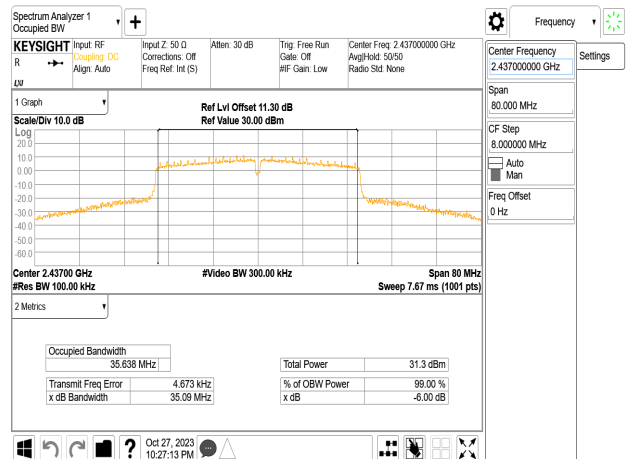 Spectrum Analyzer 1
Occupied BW
Frequency
KEYSIGHT
R
LXI
Input: RF
Coupling: DC
Align: Auto
Input Z: 50 Ω
Corrections: Off
Freq Ref: Int (S)
Atten: 30 dB
Trig: Free Run
Gate: Off
#IF Gain: Low
Center Freq: 2.437000000 GHz
Avg|Hold: 50/50
Radio Std: None
Center Frequency
2.437000000 GHz
Settings
Span
80.000 MHz
CF Step
8.000000 MHz
Auto
Man
Freq Offset
0 Hz
1 Graph
Scale/Div 10.0 dB
Ref Lvl Offset 11.30 dB
Ref Value 30.00 dBm
Log
20.0
10.0
0.00
-10.0
-20.0
-30.0
-40.0
-50.0
-60.0
Center 2.43700 GHz
#Video BW 300.00 kHz
Span 80 MHz
#Res BW 100.00 kHz
Sweep 7.67 ms (1001 pts)
2 Metrics
Occupied Bandwidth
35.638 MHz
Total Power 31.3 dBm
Transmit Freq Error 4.673 kHz
% of OBW Power 99.00 %
x dB Bandwidth 35.09 MHz
x dB -6.00 dB
?
Oct 27, 2023
10:27:13 PM